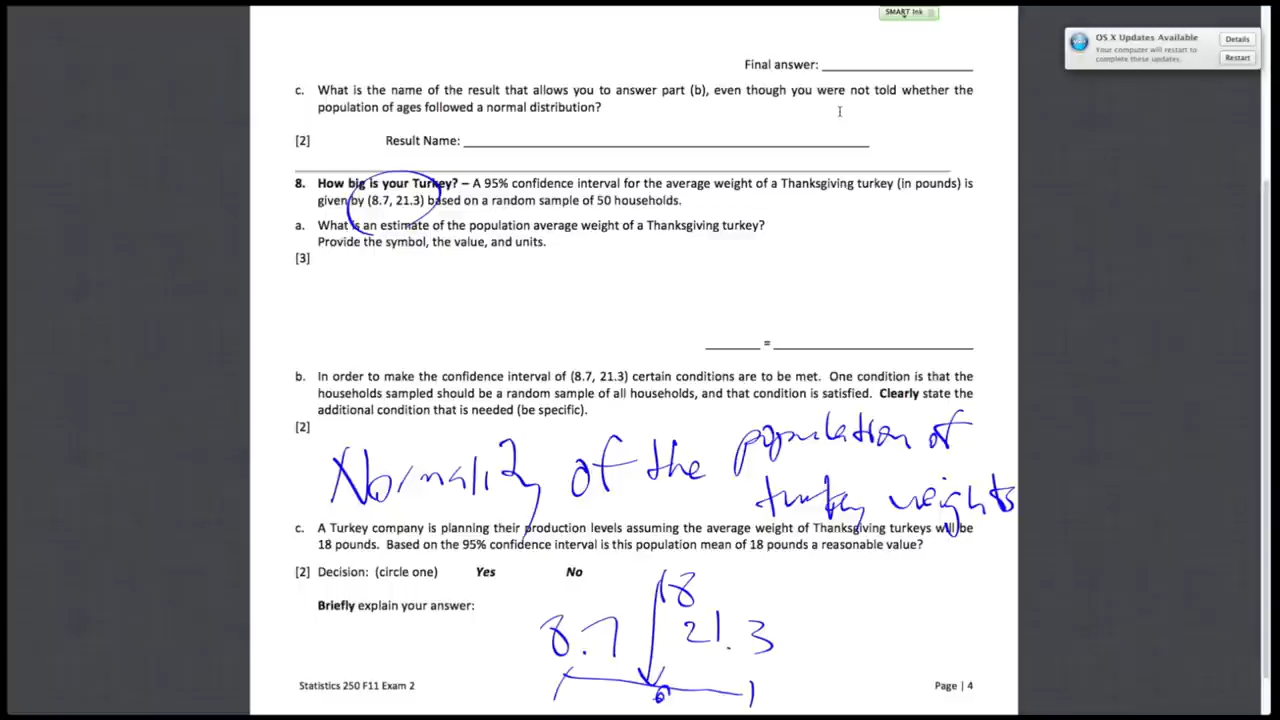 SMART Ink
OS X Updates Available
Details
Your computer will restart to
complete these updates.
Restart
Final answer: _______________
c. What is the name of the result that allows you to answer part (b), even though you were not told whether the
population of ages followed a normal distribution?
[2] Result Name: _______________
8. How big is your Turkey? – A 95% confidence interval for the average weight of a Thanksgiving turkey (in pounds) is
given by (8.7, 21.3) based on a random sample of 50 households.
a. What is an estimate of the population average weight of a Thanksgiving turkey?
Provide the symbol, the value, and units.
[3]
______ = _______________
b. In order to make the confidence interval of (8.7, 21.3) certain conditions are to be met. One condition is that the
households sampled should be a random sample of all households, and that condition is satisfied. Clearly state the
additional condition that is needed (be specific).
[2]
Normality of the population of
turkey weights
c. A Turkey company is planning their production levels assuming the average weight of Thanksgiving turkeys will be
18 pounds. Based on the 95% confidence interval is this population mean of 18 pounds a reasonable value?
[2] Decision: (circle one) Yes No
18
Briefly explain your answer:
8.7 21.3
Statistics 250 F11 Exam 2 Page | 4